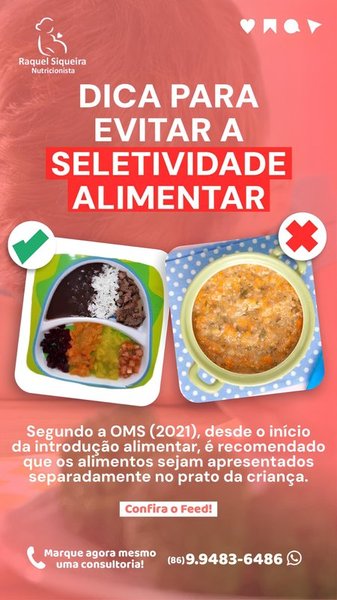 Raquel Siqueira
Nutricionista
DICA PARA
EVITAR A
SELETIVIDADE
ALIMENTAR
Segundo a OMS (2021), desde o início
da introdução alimentar, é recomendado
que os alimentos sejam apresentados
separadamente no prato da criança.
Confira o Feed!
Marque agora mesmo
uma consultoria!
(86)9.9483-6486